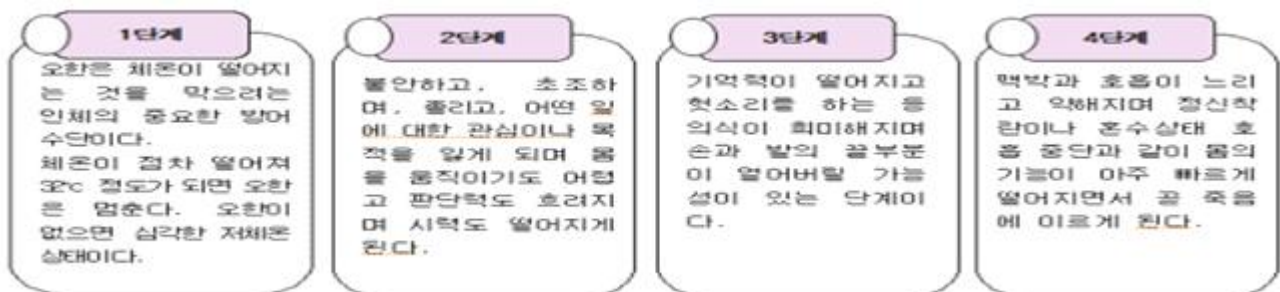 1단계
오한은 체온이 떨어지
는 것을 막으려는
인체의 중요한 방어
수단이다.
체온이 점차 떨어져
32℃ 정도가 되면 오한
은 멈춘다. 오한이
없으면 심각한 저체온
상태이다.
2단계
불안하고, 초조하
며, 졸리고, 어떤 일
에 대한 관심이나 목
적을 잃게 되며 몸
을 움직이기도 어렵
고 판단력도 흐려지
며 시력도 떨어지게
된다.
3단계
기억력이 떨어지고
헛소리를 하는 등
의식이 희미해지며
손과 발의 끝부분
이 얼어버릴 가능
성이 있는 단계이
다.
4단계
맥박과 호흡이 느리
고 약해지며 정신착
란이나 혼수상태 호
흡 중단과 같이 몸의
기능이 아주 빠르게
떨어지면서 곧 죽음
에 이르게 된다.